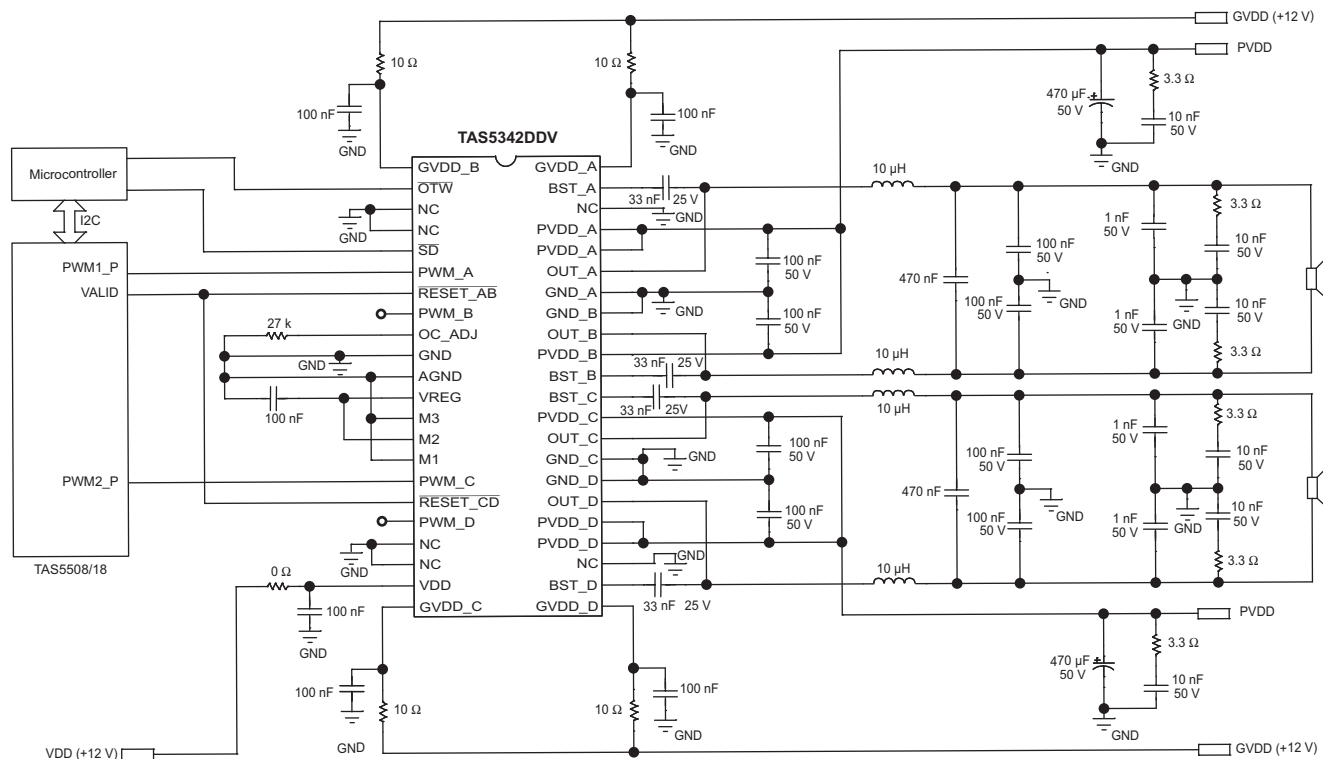 GVDD (+12 V)
PVDD
10 Ω
10 Ω
3.3 Ω
470 µF
50 V
10 nF
50 V
100 nF
GND
100 nF
GND
GND
TAS5342DDV
Microcontroller
I2C
PWM1_P
VALID
PWM2_P
TAS5508/18
GVDD_B
OTW
NC
NC
SD
PWM_A
RESET_AB
PWM_B
OC_ADJ
GND
AGND
VREG
M3
M2
M1
PWM_C
RESET_CD
PWM_D
NC
NC
VDD
GVDD_C
GVDD_A
BST_A
NC
PVDD_A
PVDD_A
OUT_A
GND_A
GND_B
OUT_B
PVDD_B
BST_B
BST_C
PVDD_C
OUT_C
GND_C
GND_D
OUT_D
PVDD_D
PVDD_D
NC
BST_D
GVDD_D
GND
27 k
GND
100 nF
GND
0 Ω
100 nF
GND
33 nF 25 V
GND
100 nF
50 V
GND
100 nF
50 V
33 nF 25 V
33 nF 25V
GND
100 nF
50 V
100 nF
50 V
GND
33 nF 25 V
10 µH
470 nF
100 nF
50 V
GND
100 nF
50 V
1 nF
50 V
GND
1 nF
50 V
3.3 Ω
10 nF
50 V
10 nF
50 V
3.3 Ω
10 µH
10 µH
470 nF
100 nF
50 V
GND
100 nF
50 V
1 nF
50 V
GND
1 nF
50 V
3.3 Ω
10 nF
50 V
10 nF
50 V
3.3 Ω
10 µH
PVDD
3.3 Ω
470 µF
50 V
10 nF
50 V
GND
100 nF
GND
10 Ω
100 nF
GND
10 Ω
VDD (+12 V)
GVDD (+12 V)